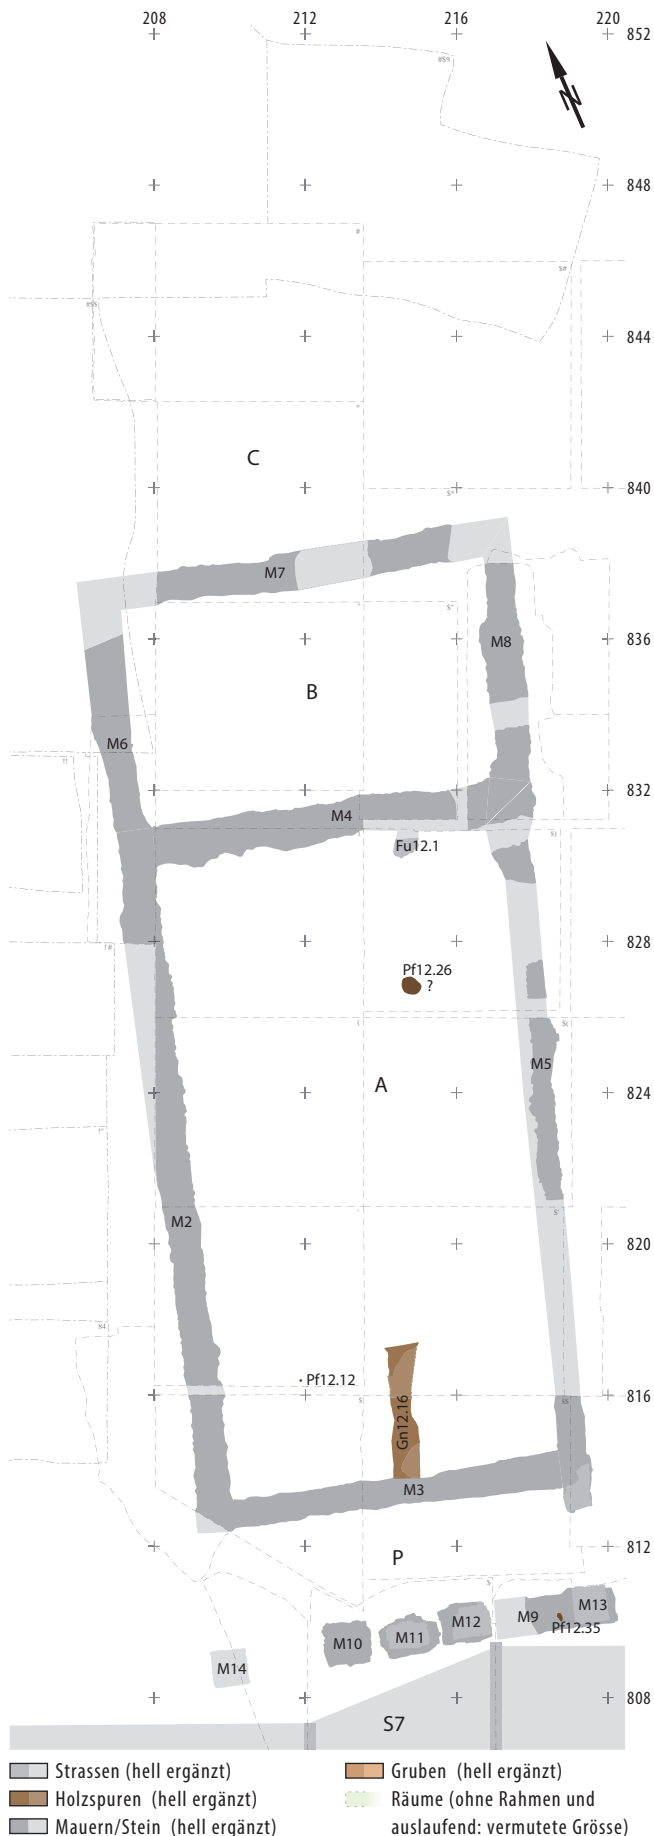 208 212 216 220
852
848
844
C
840
M7
836
M8
B
M6
832
M4
Fu12.1
828
Pf12.26
?
M5
824
A
M2
820
Pf12.12
816
Gn12.16
M3
812
P
M13
M12
M9
M11
Pf12.35
M10
M14
808
S7
Strassen (hell ergänzt)
Holzspuren (hell ergänzt)
Mauern/Stein (hell ergänzt)
Gruben (hell ergänzt)
Räume (ohne Rahmen und
auslaufend: vermutete Grösse)